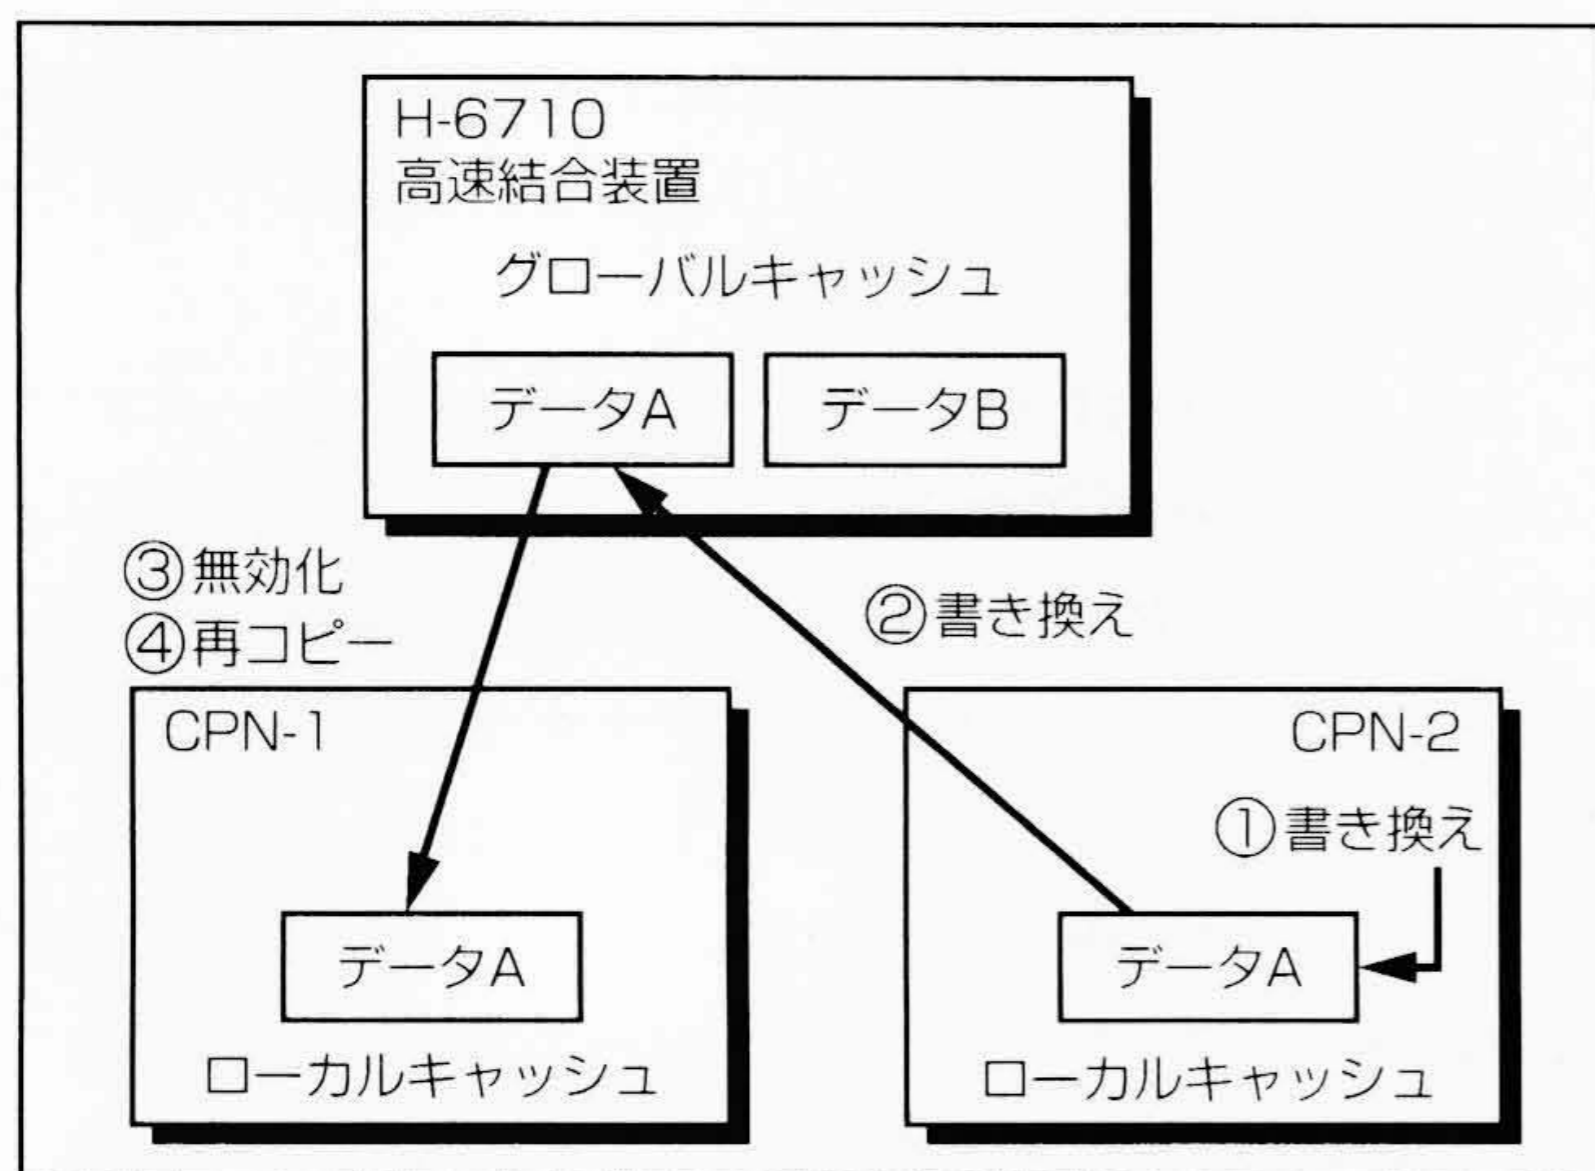 H-6710
高速結合装置
グローバルキャッシュ
データA
データB
③無効化
④再コピー
②書き換え
CPN-1
データA
ローカルキャッシュ
CPN-2
①書き換え
データA
ローカルキャッシュ